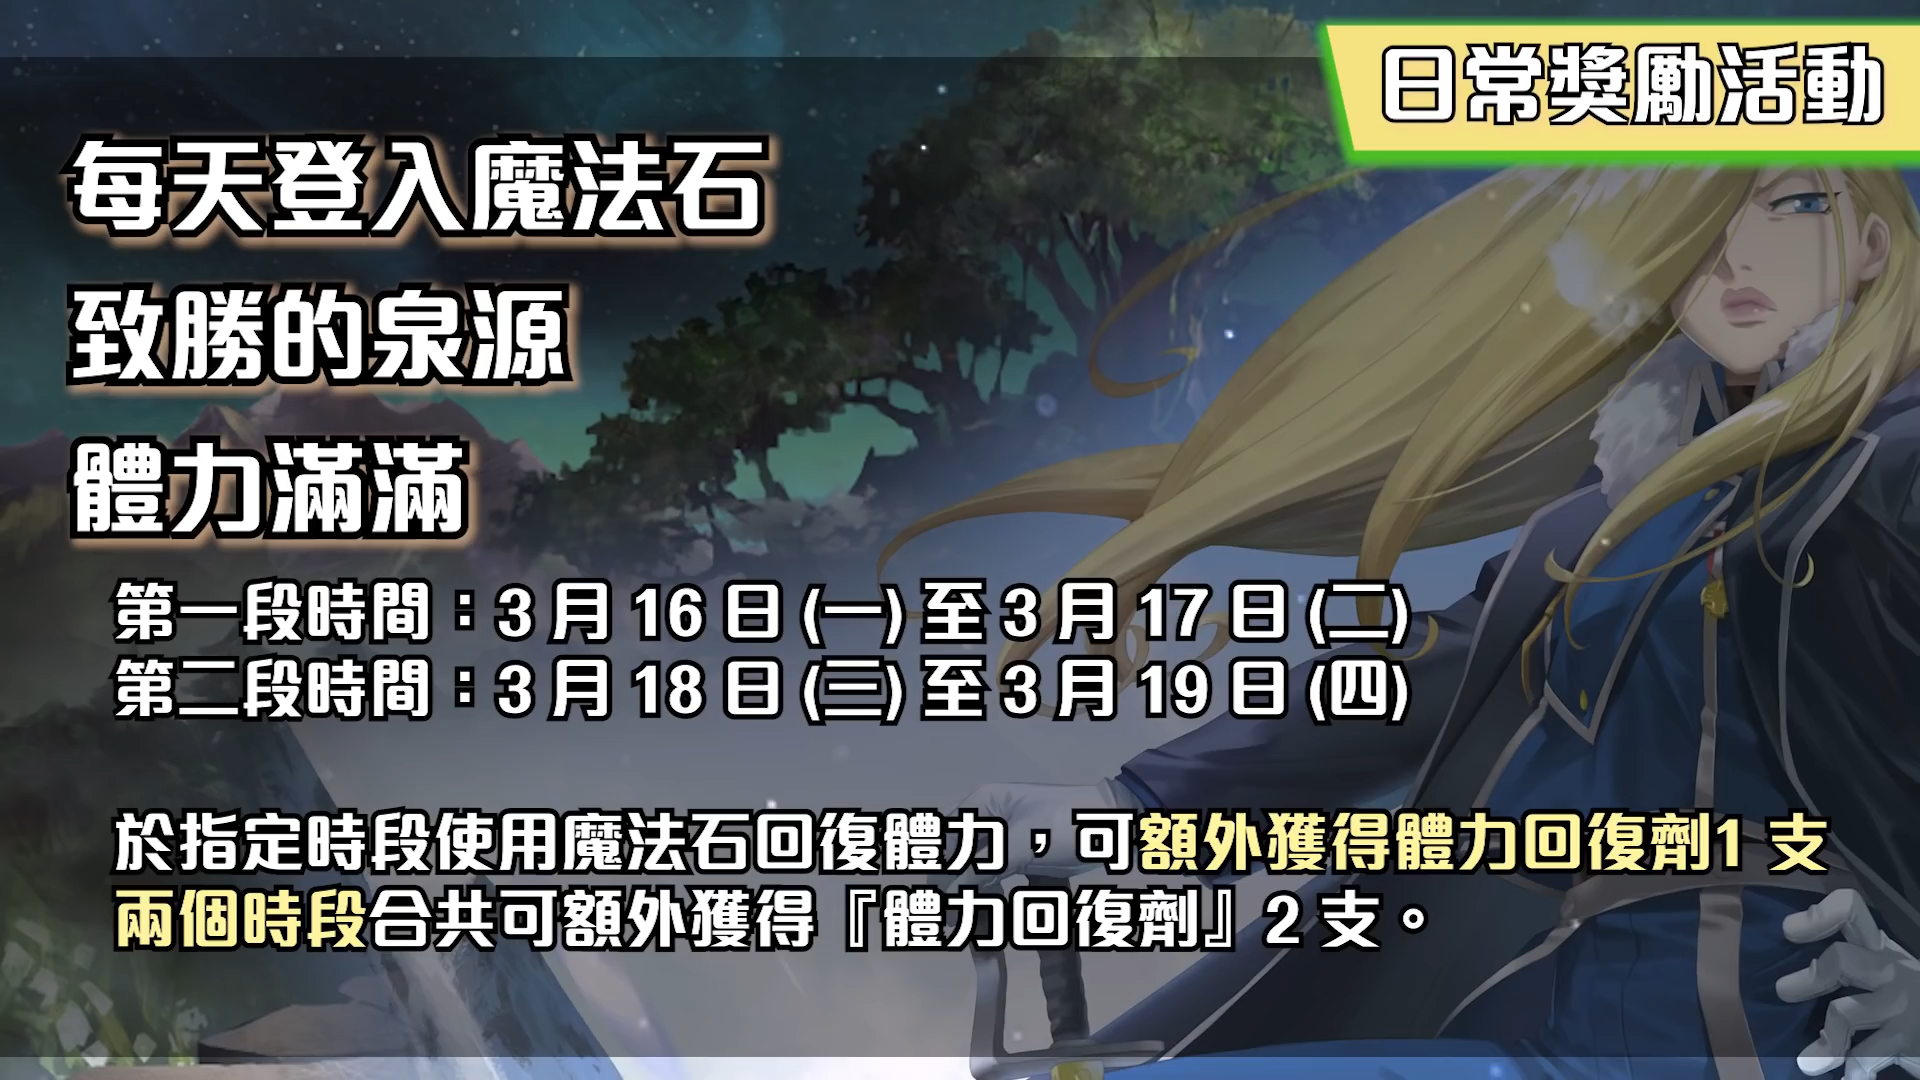 日常獎勵活動
每天登入魔法石
致勝的泉源
體力滿滿
第一段時間：3 月 16 日 (一) 至 3 月 17 日 (二)
第二段時間：3 月 18 日 (三) 至 3 月 19 日 (四)
於指定時段使用魔法石回復體力，可額外獲得體力回復劑1 支
兩個時段合共可額外獲得『體力回復劑』2 支。